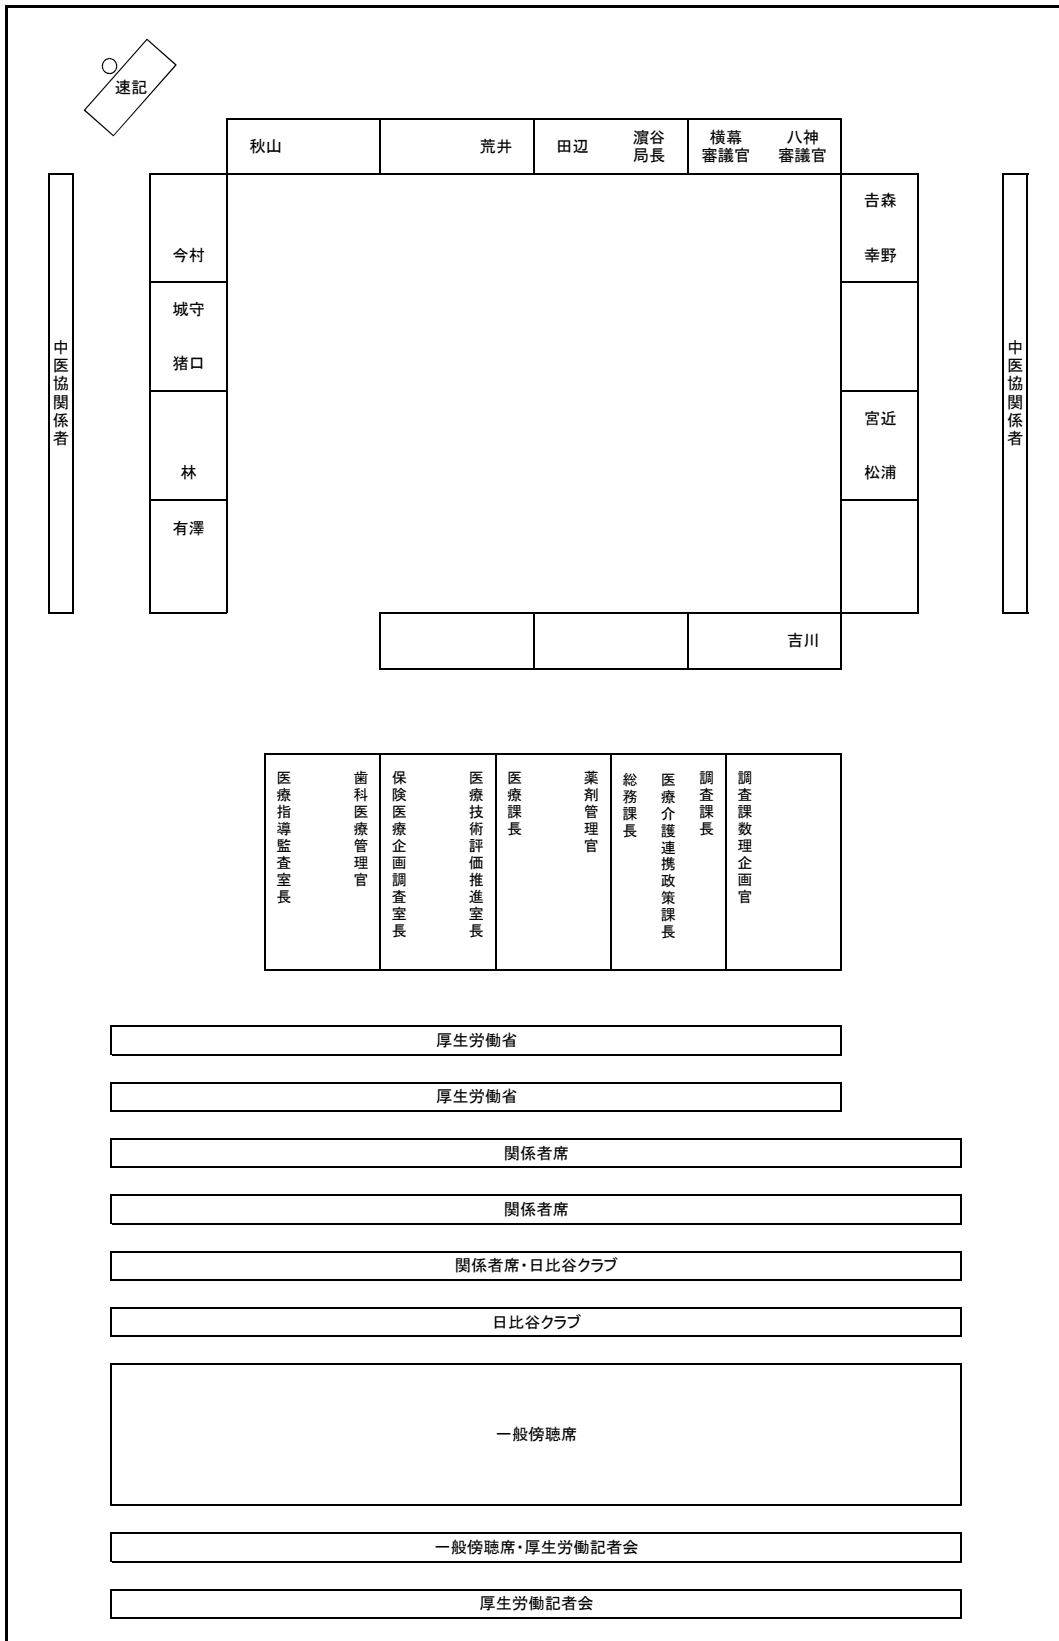 速記
秋山
荒井
田辺
濵谷
局長
横幕
審議官
八神
審議官
𠮷森
今村
幸野
城守
猪口
宮近
林
松浦
有澤
中医協関係者
中医協関係者
吉川
医療指導監査室長
歯科医療管理官
保険医療企画調査室長
医療技術評価推進室長
医療課長
薬剤管理官
総務課長
医療介護連携政策課長
調査課長
調査課数理企画官
厚生労働省
厚生労働省
関係者席
関係者席
関係者席・日比谷クラブ
日比谷クラブ
一般傍聴席
一般傍聴席・厚生労働記者会
厚生労働記者会